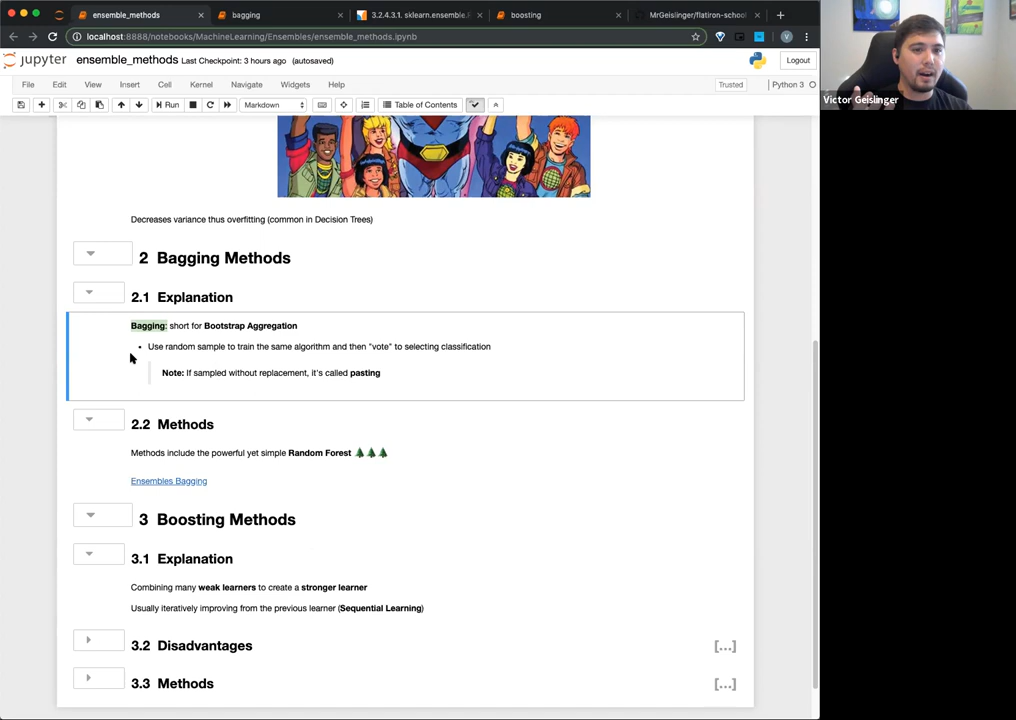 ensemble_methods
bagging
3.2.4.3.1. sklearn.ensemble.
boosting
MrGeislinger/flatiron-schoo
localhost:8888/notebooks/MachineLearning/Ensembles/ensemble_methods.ipynb
V
jupyter ensemble_methods Last Checkpoint: 3 hours ago (autosaved)
Logout
File Edit View Insert Cell Kernel Navigate Widgets Help
Trusted
Python 3
Run
Markdown
Table of Contents
Victor Geislinger
Decreases variance thus overfitting (common in Decision Trees)
2 Bagging Methods
2.1 Explanation
Bagging: short for Bootstrap Aggregation
• Use random sample to train the same algorithm and then "vote" to selecting classification
Note: If sampled without replacement, it's called pasting
2.2 Methods
Methods include the powerful yet simple Random Forest 🌲🌲🌲
Ensembles Bagging
3 Boosting Methods
3.1 Explanation
Combining many weak learners to create a stronger learner
Usually iteratively improving from the previous learner (Sequential Learning)
3.2 Disadvantages
[...]
3.3 Methods
[...]